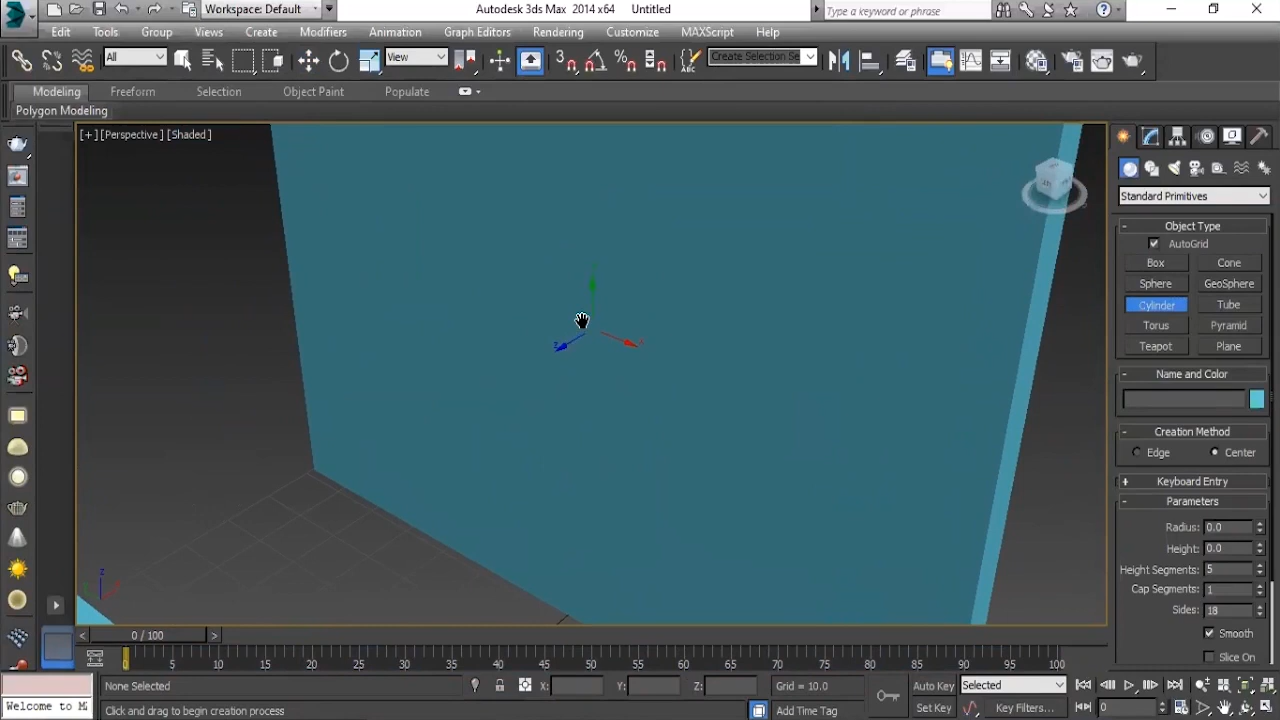 Workspace: Default
Autodesk 3ds Max 2014 x64 Untitled
Type a keyword or phrase
Edit Tools Group Views Create Modifiers Animation Graph Editors Rendering Customize MAXScript Help
All View Create Selection Se
Modeling Freeform Selection Object Paint Populate
Polygon Modeling
[+] [Perspective] [Shaded]
Standard Primitives
Object Type
AutoGrid
Box Cone
Sphere GeoSphere
Cylinder Tube
Torus Pyramid
Teapot Plane
Name and Color
Creation Method
Edge Center
Keyboard Entry
Parameters
Radius: 0.0
Height: 0.0
Height Segments: 5
Cap Segments: 1
Sides: 18
Smooth
Slice On
z x
z
< 0 / 100 >
0 5 10 15 20 25 30 35 40 45 50 55 60 65 70 75 80 85 90 95 100
None Selected X: Y: Z: Grid = 10.0 Auto Key Selected
Welcome to M
Click and drag to begin creation process Add Time Tag Set Key Key Filters... 0